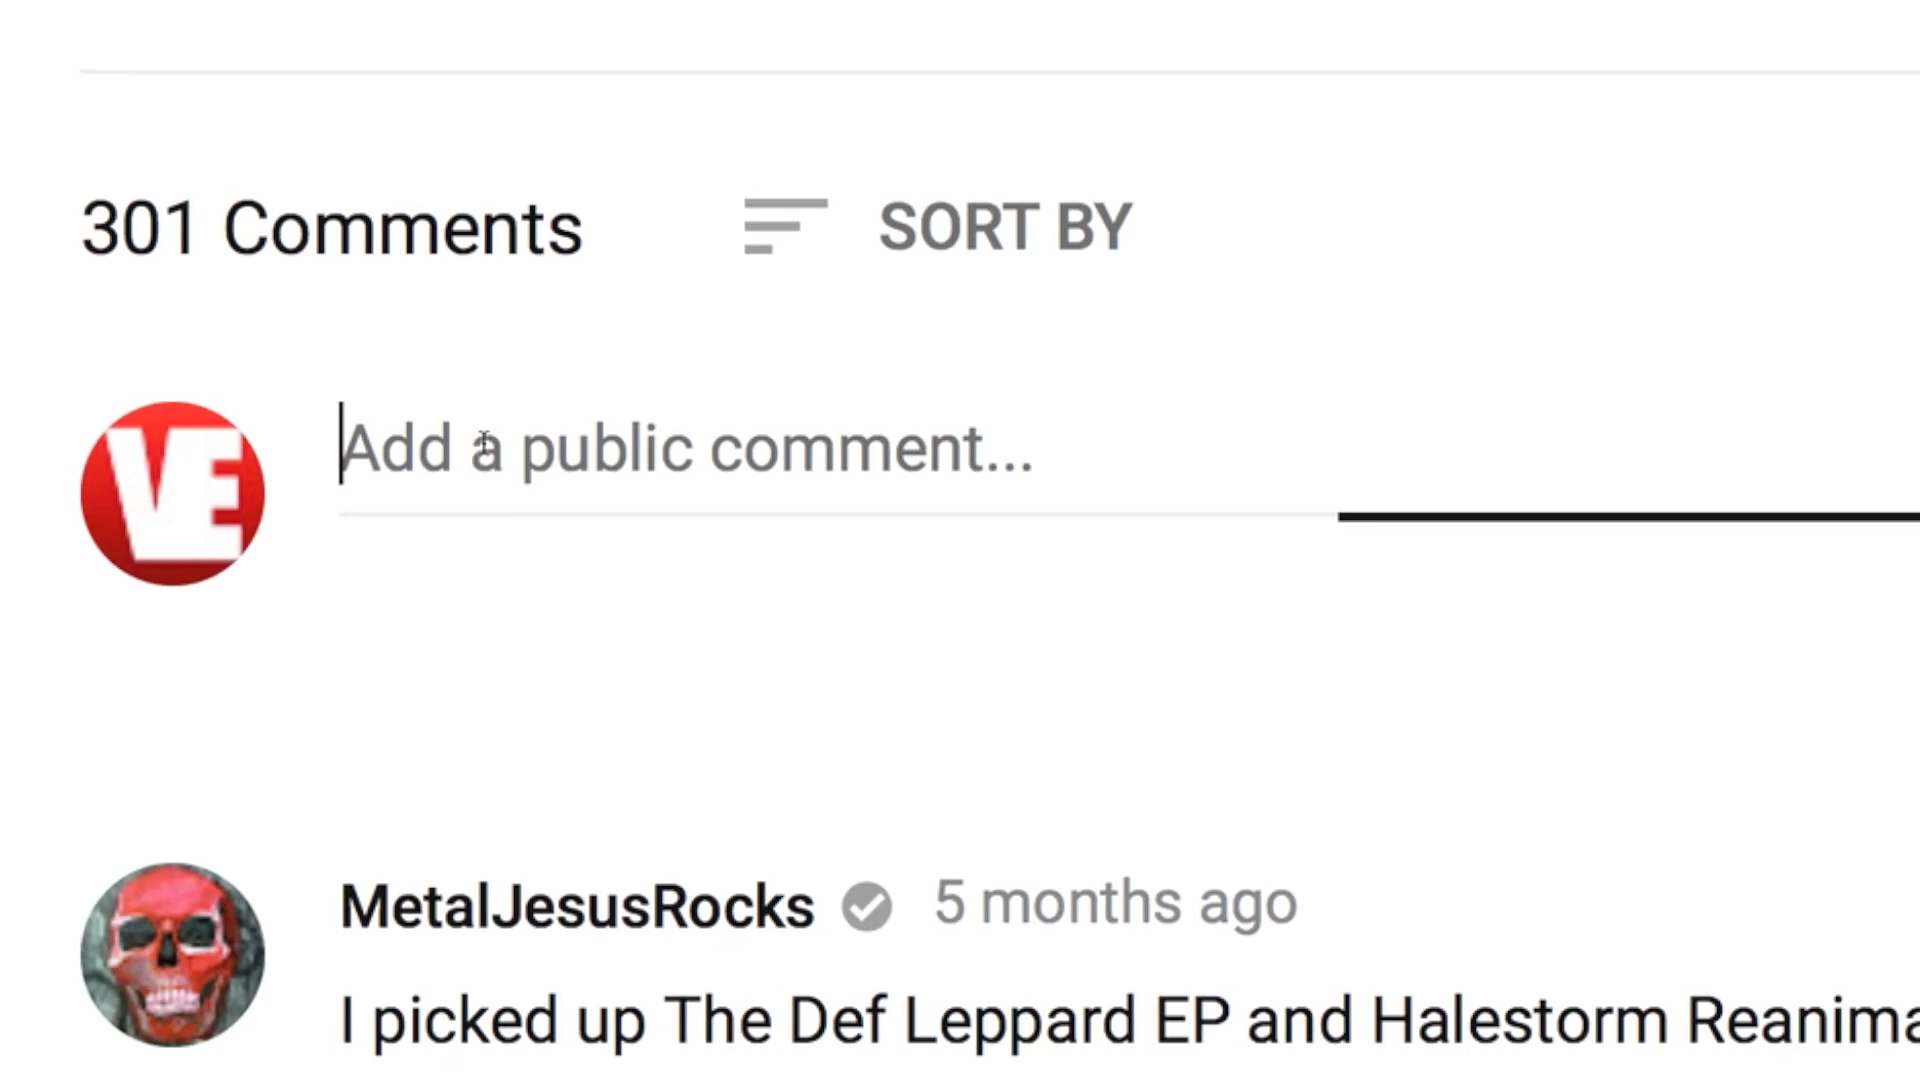 301 Comments SORT BY
VE
Add a public comment...
MetalJesusRocks 5 months ago
I picked up The Def Leppard EP and Halestorm